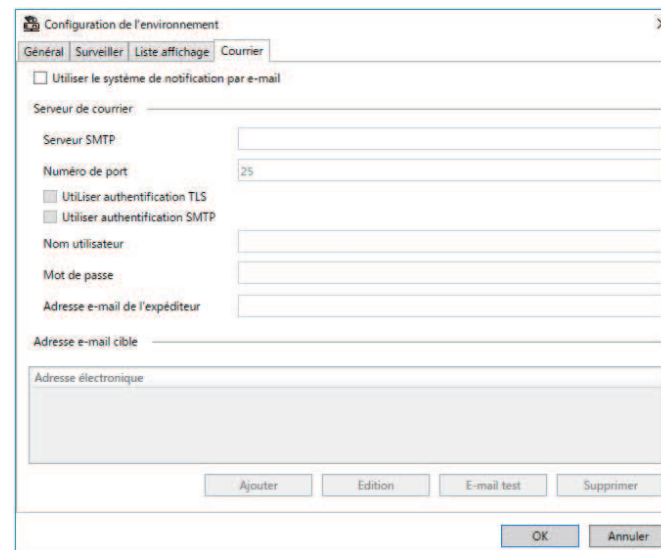 Configuration de l'environnement
Général Surveiller Liste affichage Courrier
Utiliser le système de notification par e-mail
Serveur de courrier
Serveur SMTP
Numéro de port 25
UtiLiser authentification TLS
Utiliser authentification SMTP
Nom utilisateur
Mot de passe
Adresse e-mail de l'expéditeur
Adresse e-mail cible
Adresse électronique
Ajouter Edition E-mail test Supprimer
OK Annuler